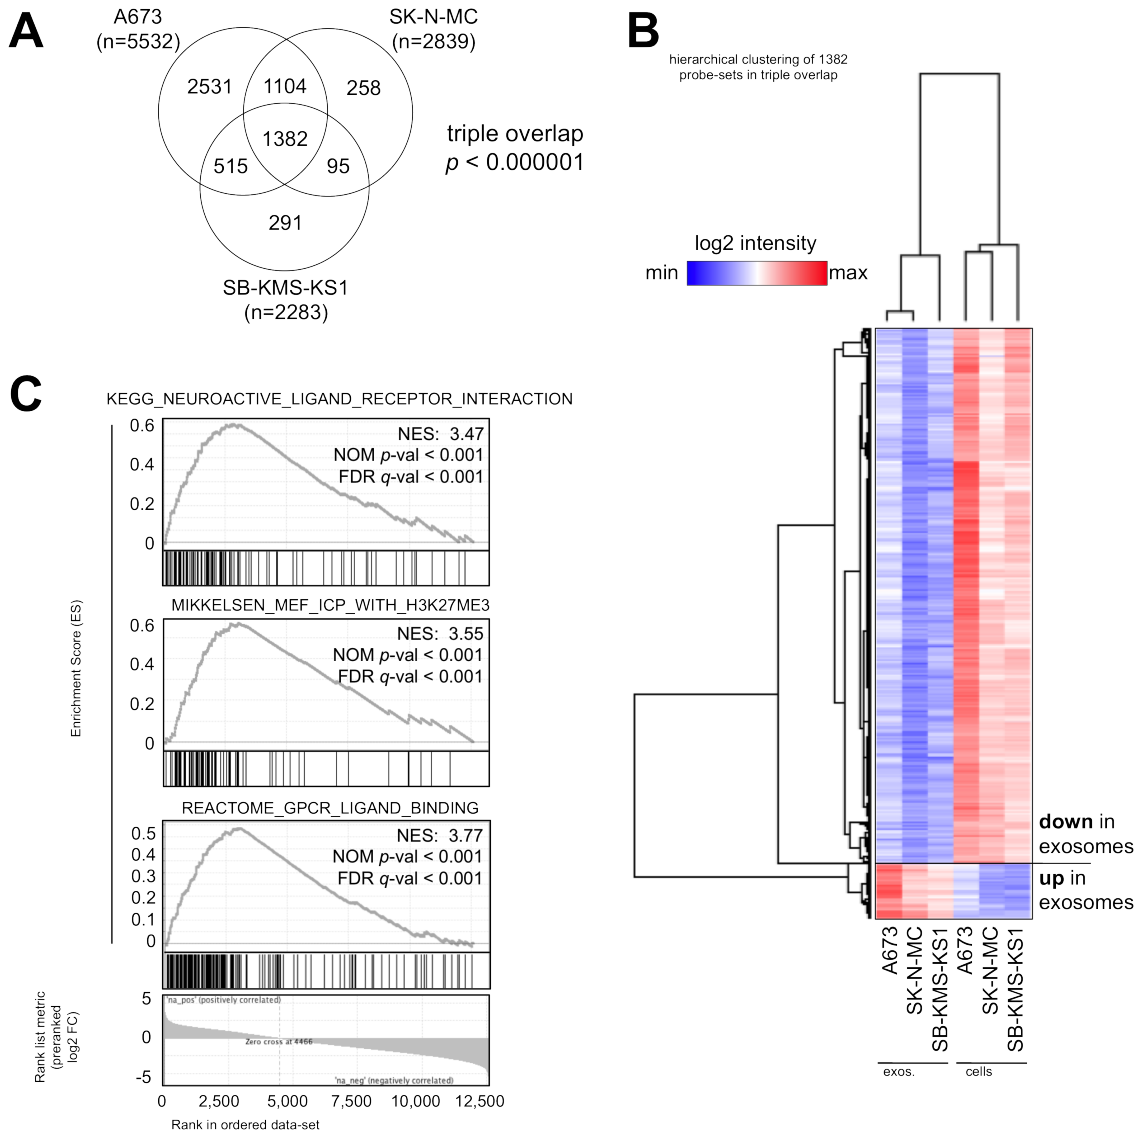 A
A673
(n=5532)
SK-N-MC
(n=2839)
2531
1104
258
1382
515
95
291
triple overlap
p < 0.000001
SB-KMS-KS1
(n=2283)
B
hierarchical clustering of 1382
probe-sets in triple overlap
log2 intensity
min
max
down in
exosomes
up in
exosomes
A673
SK-N-MC
SB-KMS-KS1
A673
SK-N-MC
SB-KMS-KS1
exos.
cells
C
KEGG_NEUROACTIVE_LIGAND_RECEPTOR_INTERACTION
0.6
0.4
0.2
0
NES: 3.47
NOM p-val < 0.001
FDR q-val < 0.001
MIKKELSEN_MEF_ICP_WITH_H3K27ME3
0.6
0.4
0.2
0
NES: 3.55
NOM p-val < 0.001
FDR q-val < 0.001
Enrichment Score (ES)
REACTOME_GPCR_LIGAND_BINDING
0.5
0.4
0.3
0.2
0.1
0
NES: 3.77
NOM p-val < 0.001
FDR q-val < 0.001
Rank list metric
(preranked
log2 FC)
5
0
-5
'na_pos' (positively correlated)
Zero cross at 4466
'na_neg' (negatively correlated)
0 2,500 5,000 7,500 10,000 12,500
Rank in ordered data-set